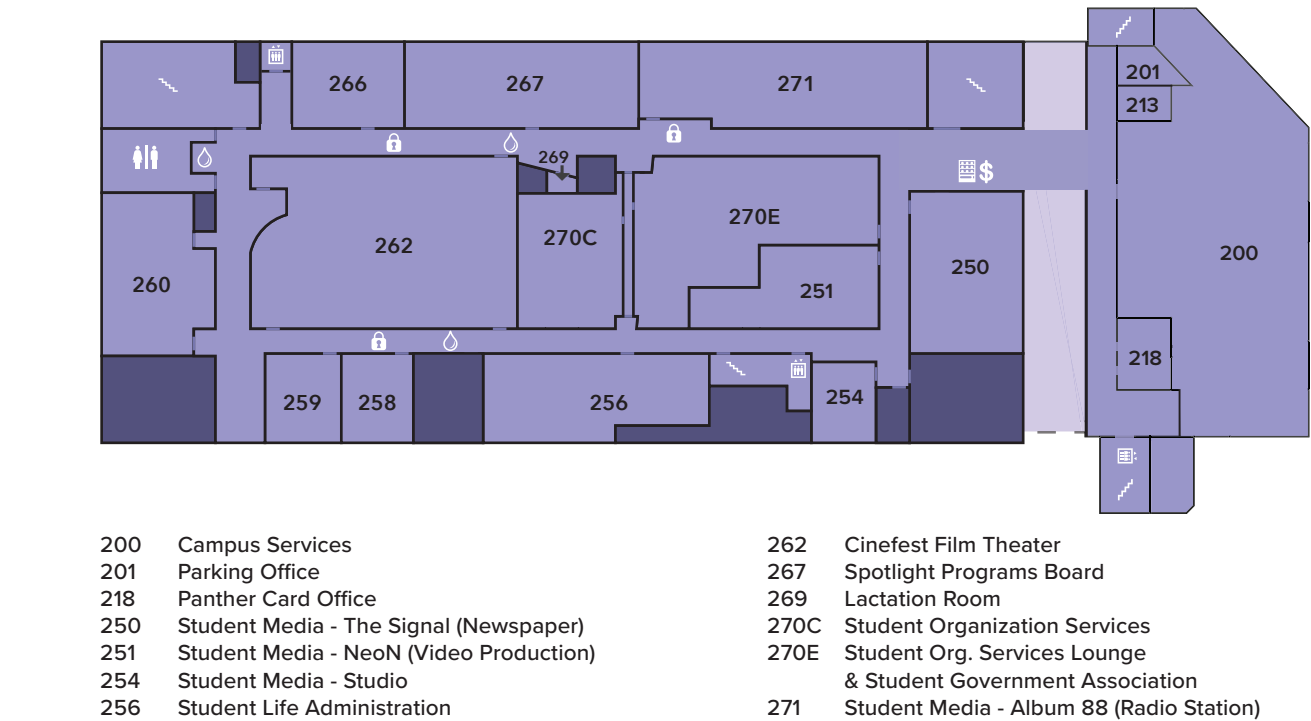 201
266
267
271
213
269
270E
270C
262
200
250
260
251
218
259
258
256
254
$
200 Campus Services
201 Parking Office
218 Panther Card Office
250 Student Media - The Signal (Newspaper)
251 Student Media - NeoN (Video Production)
254 Student Media - Studio
256 Student Life Administration
262 Cinefest Film Theater
267 Spotlight Programs Board
269 Lactation Room
270C Student Organization Services
270E Student Org. Services Lounge
& Student Government Association
271 Student Media - Album 88 (Radio Station)